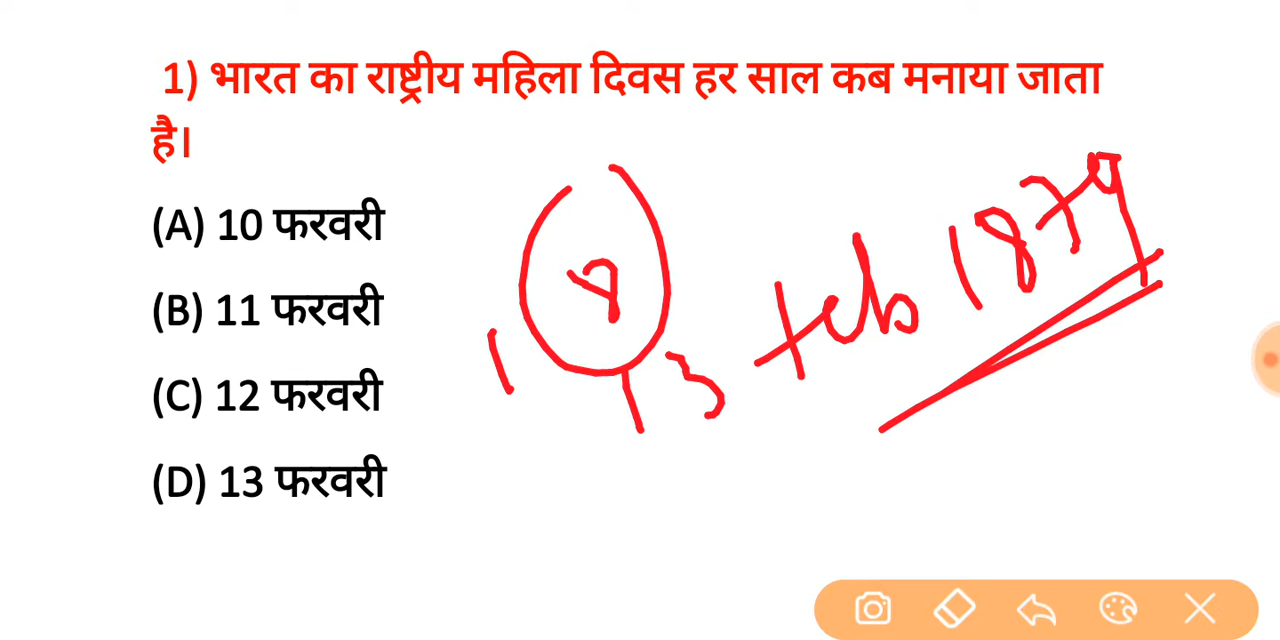 1) भारत का राष्ट्रीय महिला दिवस हर साल कब मनाया जाता
है।
(A) 10 फरवरी
(B) 11 फरवरी
(C) 12 फरवरी
(D) 13 फरवरी
13 feb 1879